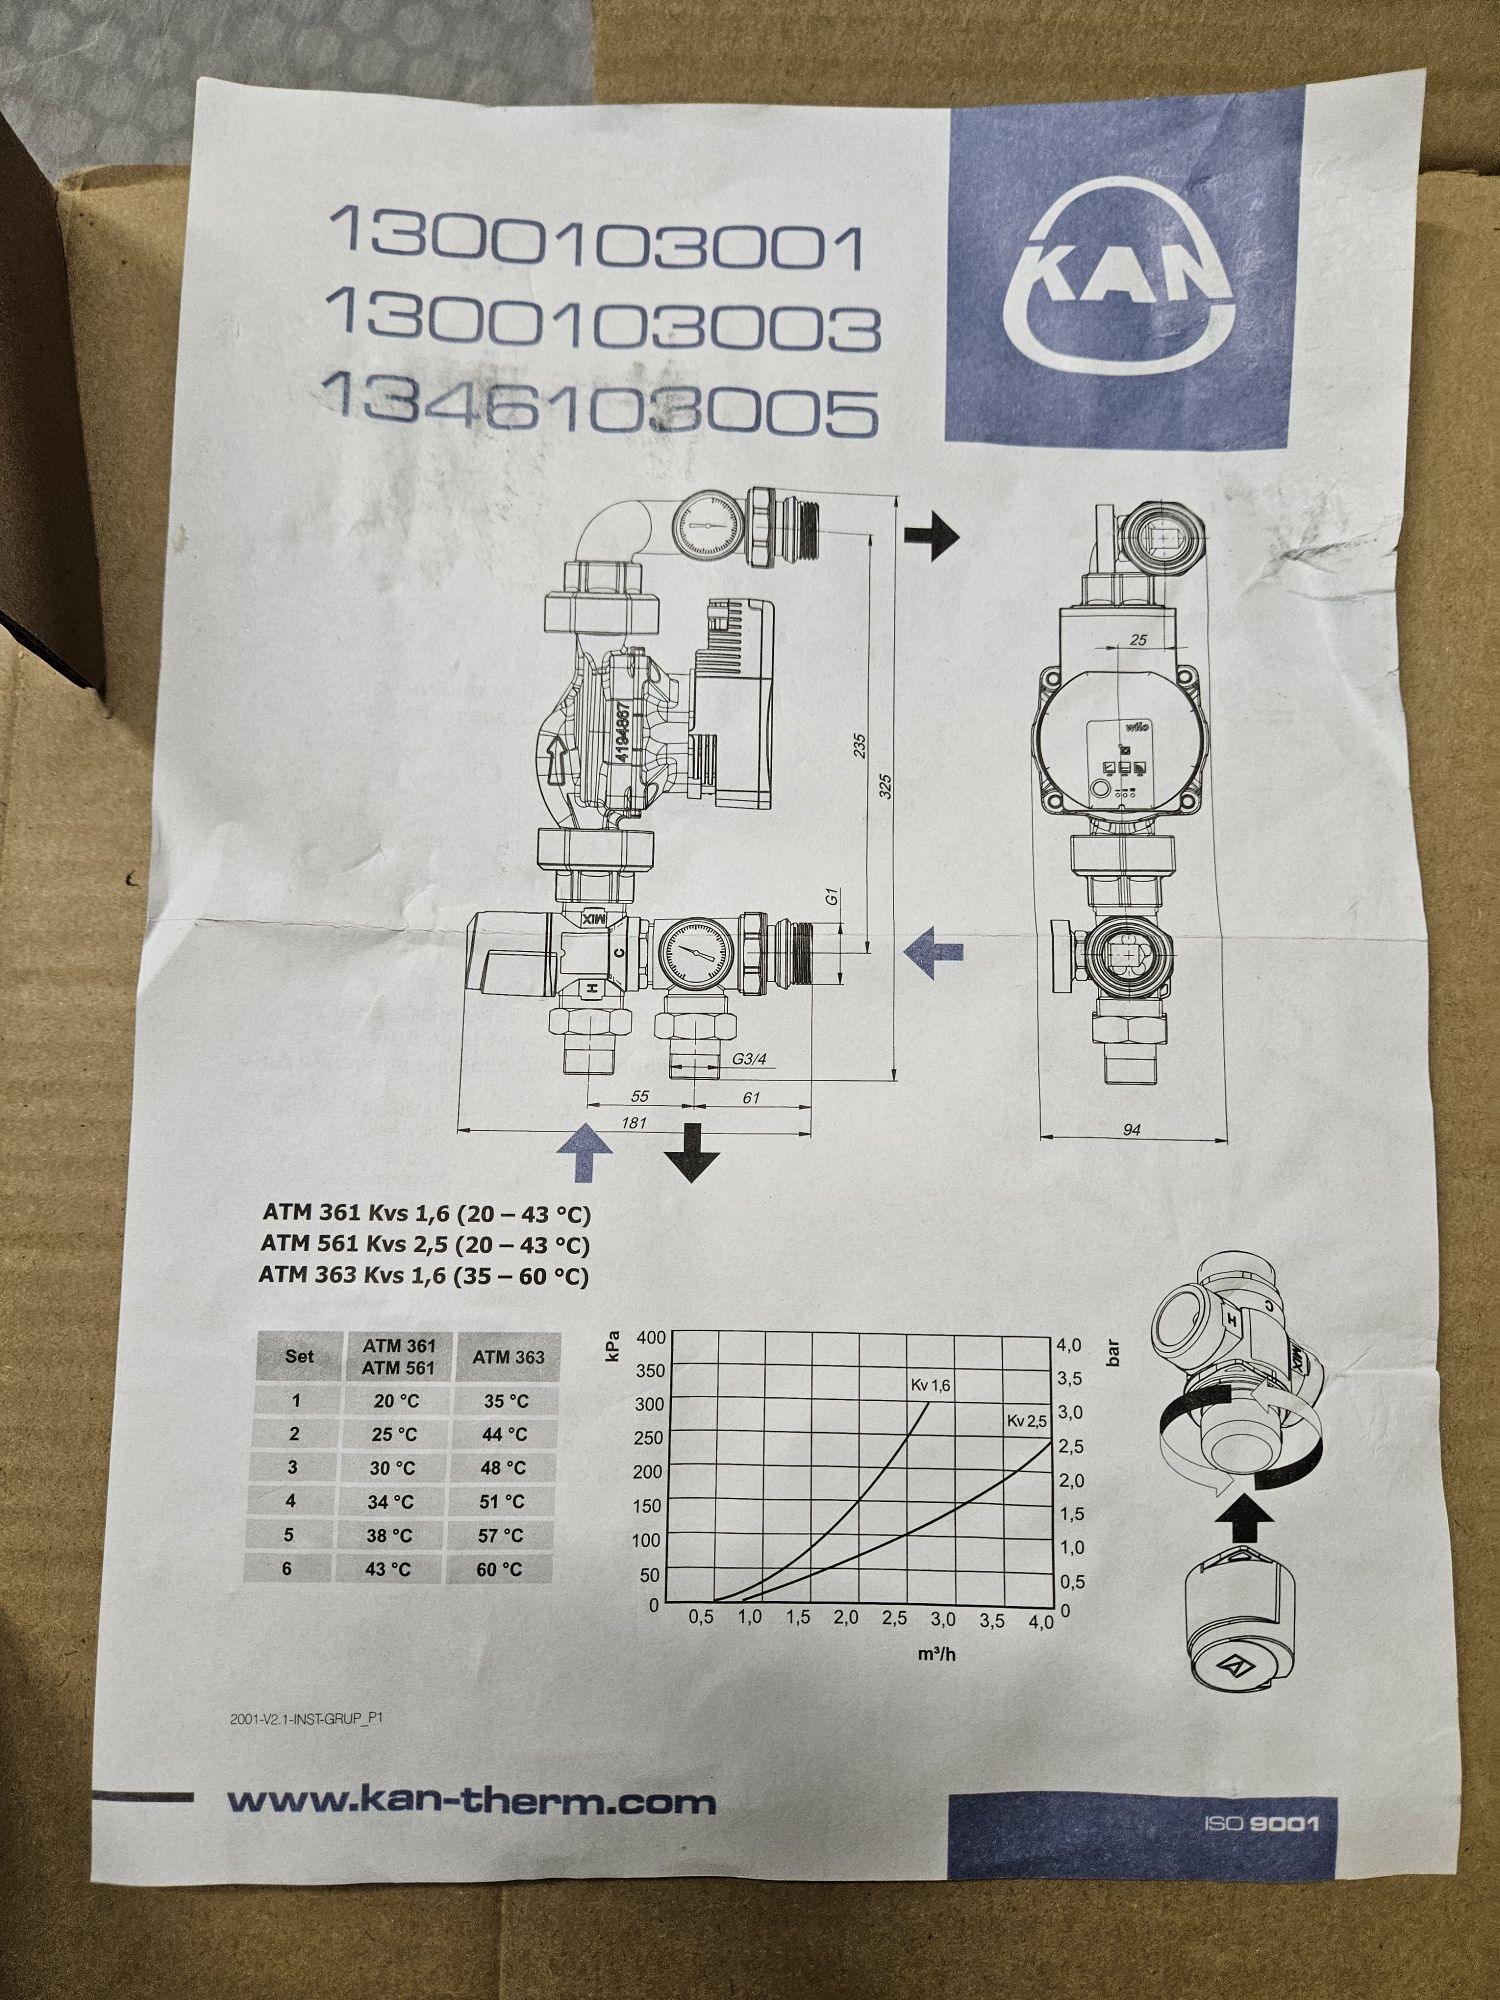 1300103001
1300103003
1346103005
KAN
4194867
MIX
C
H
G1
235
325
G3/4
55
61
181
25
wilo
94
ATM 361 Kvs 1,6 (20 – 43 °C)
ATM 561 Kvs 2,5 (20 – 43 °C)
ATM 363 Kvs 1,6 (35 – 60 °C)
Set ATM 361 ATM 561 ATM 363
1 20 °C 35 °C
2 25 °C 44 °C
3 30 °C 48 °C
4 34 °C 51 °C
5 38 °C 57 °C
6 43 °C 60 °C
kPa
400
350
300
250
200
150
100
50
0
Kv 1,6
Kv 2,5
bar
4,0
3,5
3,0
2,5
2,0
1,5
1,0
0,5
0
0,5 1,0 1,5 2,0 2,5 3,0 3,5 4,0
m³/h
C
H
MIX
2001-V2.1-INST-GRUP_P1
www.kan-therm.com
ISO 9001